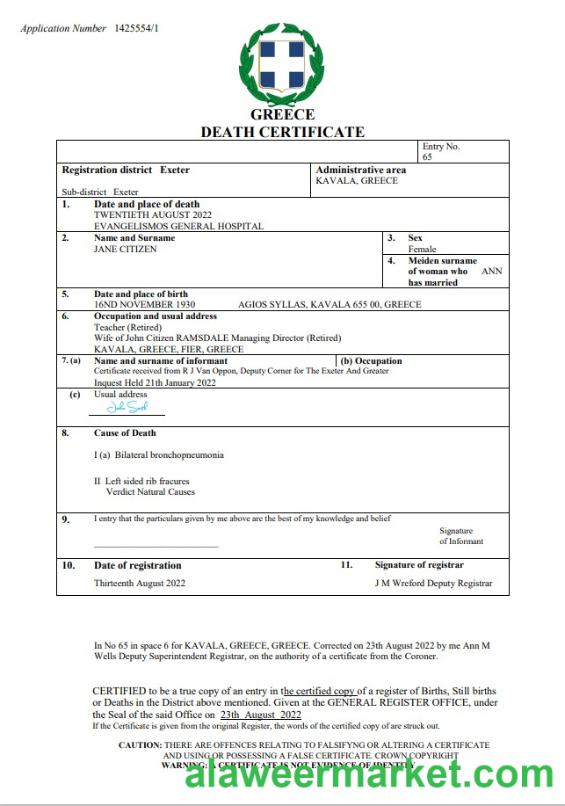 Application Number 1425554/1
GREECE
DEATH CERTIFICATE
Entry No.
65
Registration district Exeter
Administrative area
KAVALA, GREECE
Sub-district Exeter
1. Date and place of death
TWENTIETH AUGUST 2022
EVANGELISMOS GENERAL HOSPITAL
2. Name and Surname
JANE CITIZEN
3. Sex
Female
4. Meiden surname
of woman who ANN
has married
5. Date and place of birth
16ND NOVEMBER 1930 AGIOS SYLLAS, KAVALA 655 00, GREECE
6. Occupation and usual address
Teacher (Retired)
Wife of John Citizen RAMSDALE Managing Director (Retired)
KAVALA, GREECE, FIER, GREECE
7. (a) Name and surname of informant (b) Occupation
Certificate received from R J Van Oppon, Deputy Corner for The Exeter And Greater
Inquest Held 21th January 2022
(c) Usual address
8. Cause of Death
I (a) Bilateral bronchopneumonia
II Left sided rib fracures
Verdict Natural Causes
9. I entry that the particulars given by me above are the best of my knowledge and belief
Signature
of Informant
10. Date of registration
Thirteenth August 2022
11. Signature of registrar
J M Wreford Deputy Registrar
In No 65 in space 6 for KAVALA, GREECE, GREECE. Corrected on 23th August 2022 by me Ann M
Wells Deputy Superintendent Registrar, on the authority of a certificate from the Coroner.
CERTIFIED to be a true copy of an entry in the certified copy of a register of Births, Still births
or Deaths in the District above mentioned. Given at the GENERAL REGISTER OFFICE, under
the Seal of the said Office on 23th August 2022
If the Certificate is given from the original Register, the words of the certified copy of are struck out.
CAUTION: THERE ARE OFFENCES RELATING TO FALSIFYNG OR ALTERING A CERTIFICATE
AND USING OR POSSESSING A FALSE CERTIFICATE. CROWN COPYRIGHT
WARNING: A CERTIFICATE IS NOT EVIDENCE OF IDENTITY
alaweermarket.com